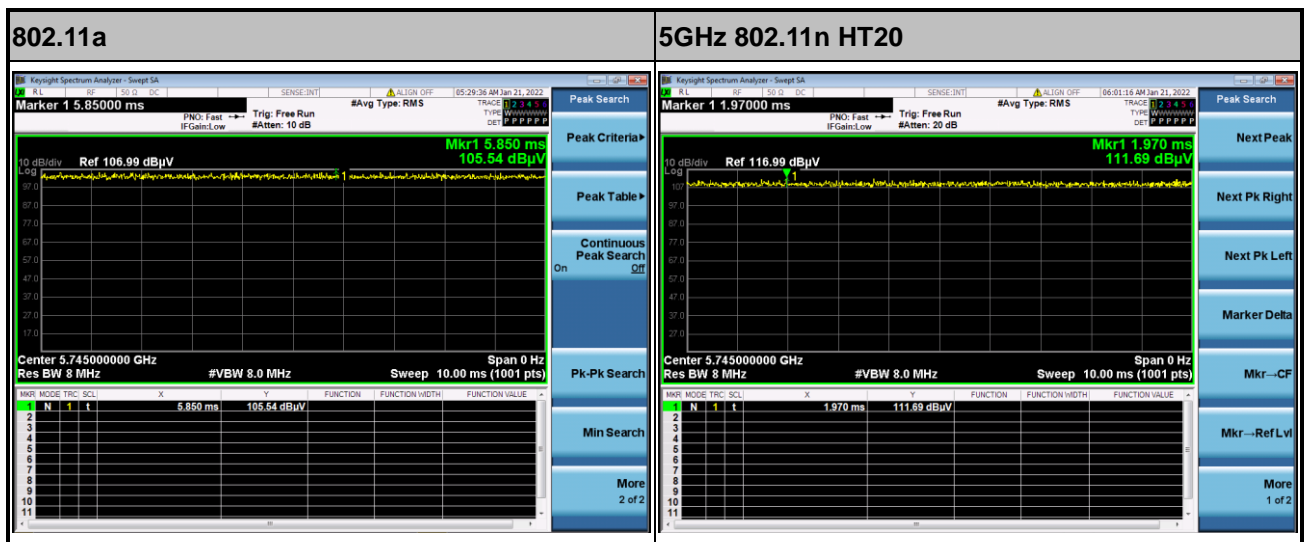 802.11a
Keysight Spectrum Analyzer - Swept SA
RL RF 50 Ω DC SENSE:INT ALIGN OFF 05:29:36 AM Jan 21, 2022
Marker 1 5.85000 ms #Avg Type: RMS TRACE 1 2 3 4 5 6
PNO: Fast Trig: Free Run TYPE W
IFGain:Low #Atten: 10 dB DET P P P P P P
Mkr1 5.850 ms
10 dB/div Ref 106.99 dBµV 105.54 dBµV
Log
1
97.0
87.0
77.0
67.0
57.0
47.0
37.0
27.0
17.0
Center 5.745000000 GHz Span 0 Hz
Res BW 8 MHz #VBW 8.0 MHz Sweep 10.00 ms (1001 pts)
MKR MODE TRC SCL X Y FUNCTION FUNCTION WIDTH FUNCTION VALUE
1 N 1 t 5.850 ms 105.54 dBµV
2
3
4
5
6
7
8
9
10
11
Peak Search
Peak Criteria
Peak Table
Continuous
Peak Search
On Off
Pk-Pk Search
Min Search
More
2 of 2
5GHz 802.11n HT20
Keysight Spectrum Analyzer - Swept SA
RL RF 50 Ω DC SENSE:INT ALIGN OFF 06:01:16 AM Jan 21, 2022
Marker 1 1.97000 ms #Avg Type: RMS TRACE 1 2 3 4 5 6
PNO: Fast Trig: Free Run TYPE W
IFGain:Low #Atten: 20 dB DET P P P P P P
Mkr1 1.970 ms
10 dB/div Ref 116.99 dBµV 111.69 dBµV
Log
1
107
97.0
87.0
77.0
67.0
57.0
47.0
37.0
27.0
Center 5.745000000 GHz Span 0 Hz
Res BW 8 MHz #VBW 8.0 MHz Sweep 10.00 ms (1001 pts)
MKR MODE TRC SCL X Y FUNCTION FUNCTION WIDTH FUNCTION VALUE
1 N 1 t 1.970 ms 111.69 dBµV
2
3
4
5
6
7
8
9
10
11
Peak Search
Next Peak
Next Pk Right
Next Pk Left
Marker Delta
Mkr→CF
Mkr→Ref Lvl
More
1 of 2